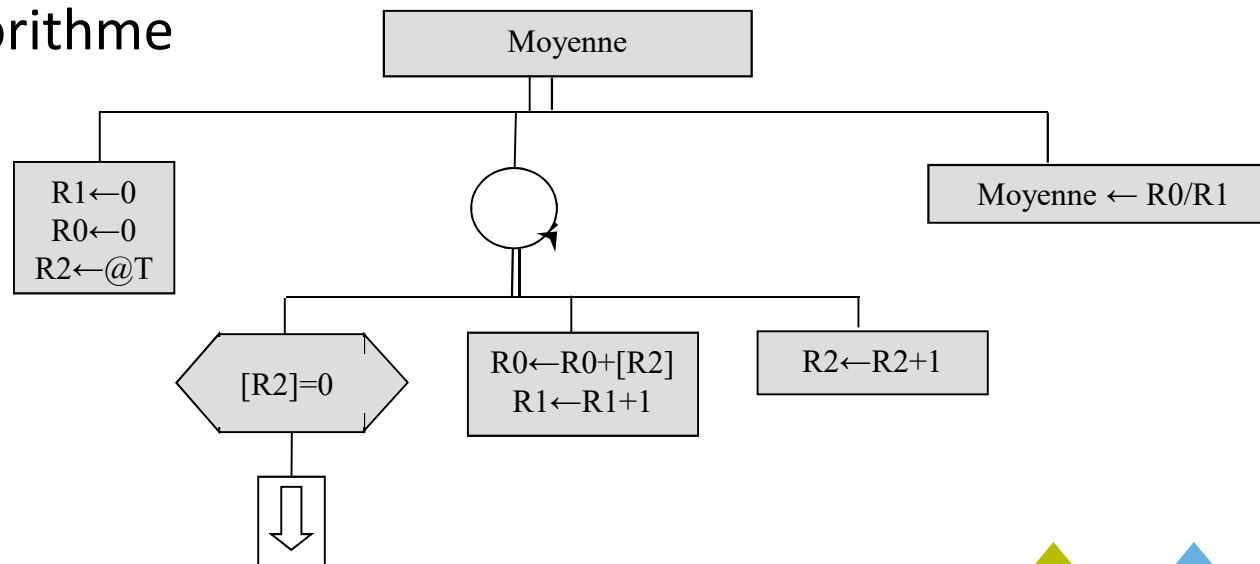 orithme
Moyenne
R1←0
R0←0
R2←@T
Moyenne ← R0/R1
[R2]=0
R0←R0+[R2]
R1←R1+1
R2←R2+1